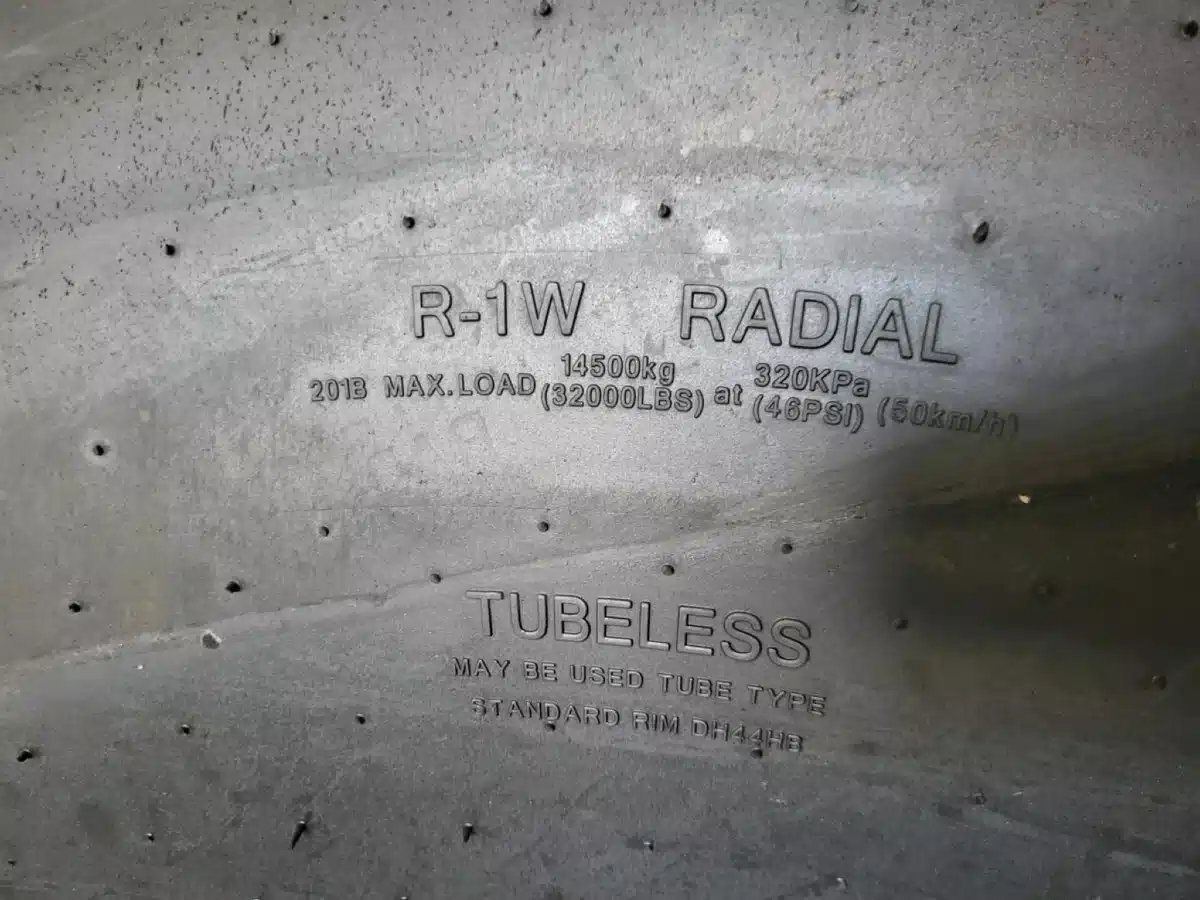 R-1W RADIAL
14500kg 320KPa
201B MAX.LOAD (32000LBS) at (46PSI) (50km/h)
TUBELESS
MAY BE USED TUBE TYPE
STANDARD RIM DH44HB